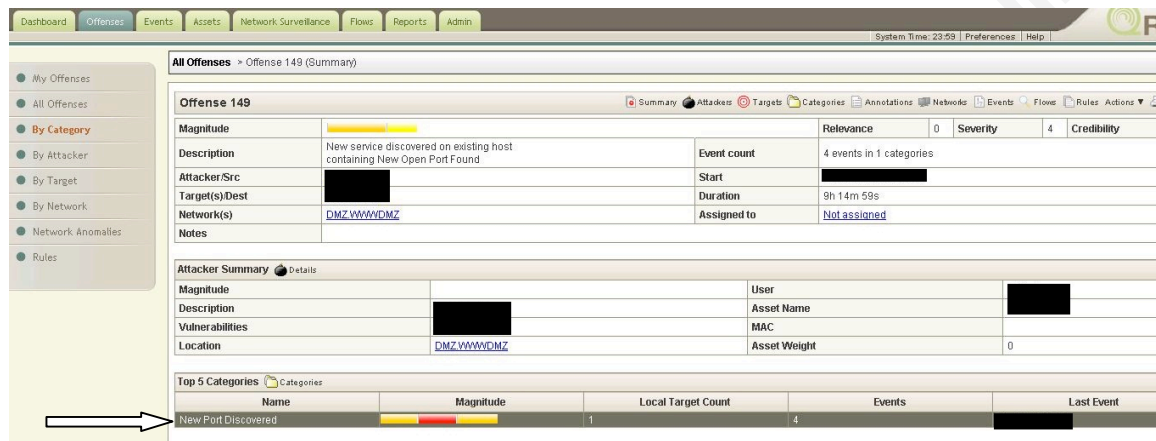 Dashboard Offenses Events Assets Network Surveillance Flows Reports Admin
System Time: 23:59 Preferences Help
My Offenses
All Offenses
By Category
By Attacker
By Target
By Network
Network Anomalies
Rules
All Offenses > Offense 149 (Summary)
Offense 149 Summary Attackers Targets Categories Annotations Networks Events Flows Rules Actions
Magnitude Relevance 0 Severity 4 Credibility
Description New service discovered on existing host
containing New Open Port Found
Event count 4 events in 1 categories
Attacker/Src Start
Target(s)/Dest Duration 9h 14m 59s
Network(s) DMZ.WWWDMZ Assigned to Not assigned
Notes
Attacker Summary Details
Magnitude User
Description Asset Name
Vulnerabilities MAC
Location DMZ.WWWDMZ Asset Weight 0
Top 5 Categories Categories
Name Magnitude Local Target Count Events Last Event
New Port Discovered 1 4